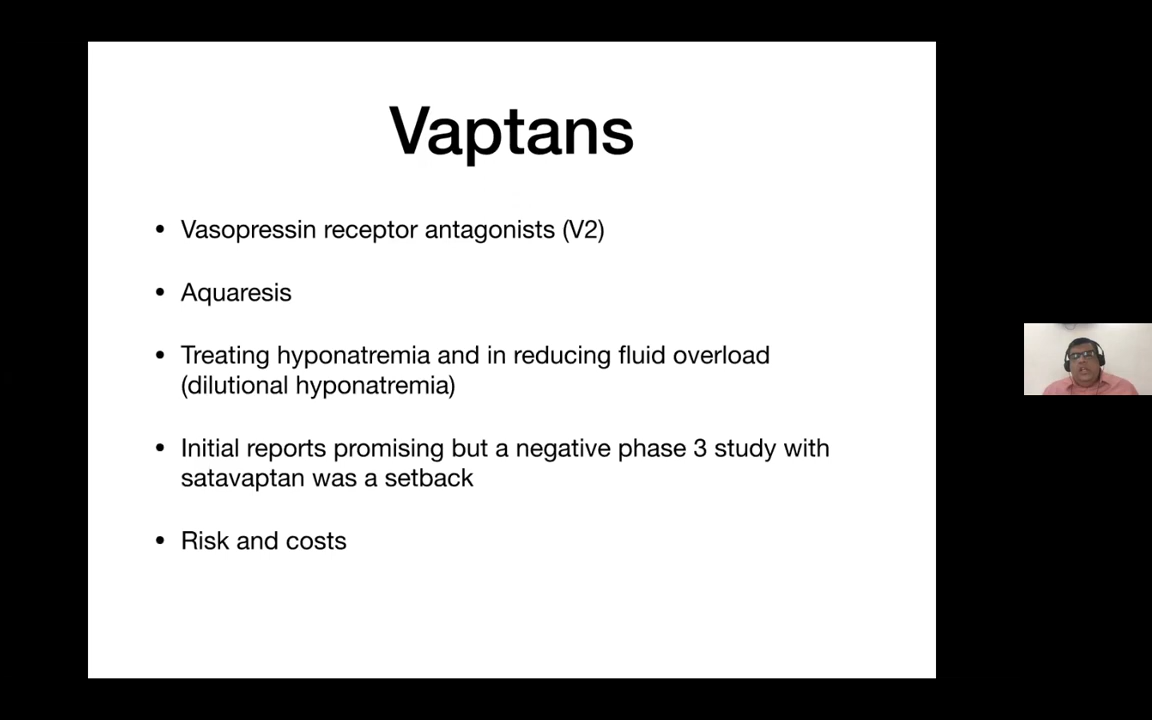 Vaptans
• Vasopressin receptor antagonists (V2)
• Aquaresis
• Treating hyponatremia and in reducing fluid overload
(dilutional hyponatremia)
• Initial reports promising but a negative phase 3 study with
satavaptan was a setback
• Risk and costs